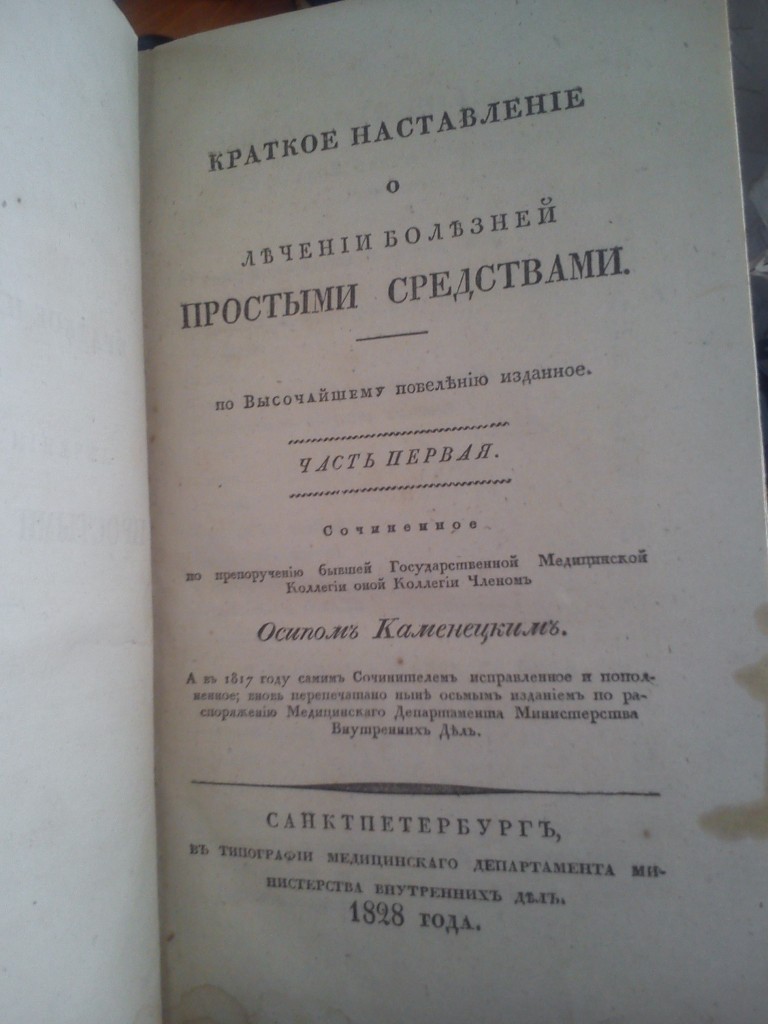 КРАТКОЕ НАСТАВЛЕНІЕ
О
ЛѢЧЕНІИ БОЛѢЗНЕЙ
ПРОСТЫМИ СРЕДСТВАМИ.
по Высочайшему повелѣнію изданное.
ЧАСТЬ ПЕРВАЯ.
Сочиненное
по препорученію бывшей Государственной Медицинской
Коллегіи оной Коллегіи Членомъ
Осипомъ Каменецкимъ.
А въ 1817 году самимъ Сочинителемъ исправленное и попол-
ненное; вновь перепечатано нынѣ осьмымъ изданіемъ по ра-
споряженію Медицинскаго Департамента Министерства
Внутреннихъ Дѣлъ.
САНКТПЕТЕРБУРГЪ,
ВЪ ТИПОГРАФІИ МЕДИЦИНСКАГО ДЕПАРТАМЕНТА МИ-
НИСТЕРСТВА ВНУТРЕННИХЪ ДѢЛЪ.
1828 ГОДА.